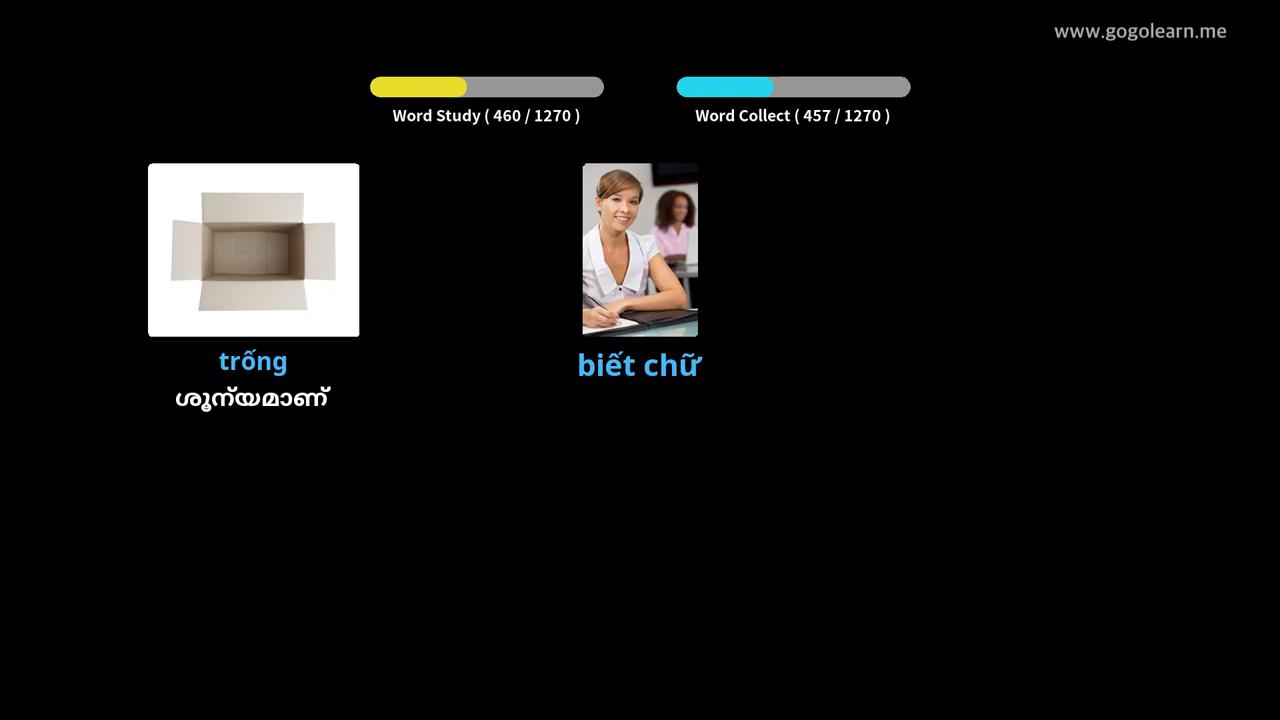 www.gogolearn.me
Word Study ( 460 / 1270 )
Word Collect ( 457 / 1270 )
trống
ശൂന്യമാണ്
biết chữ